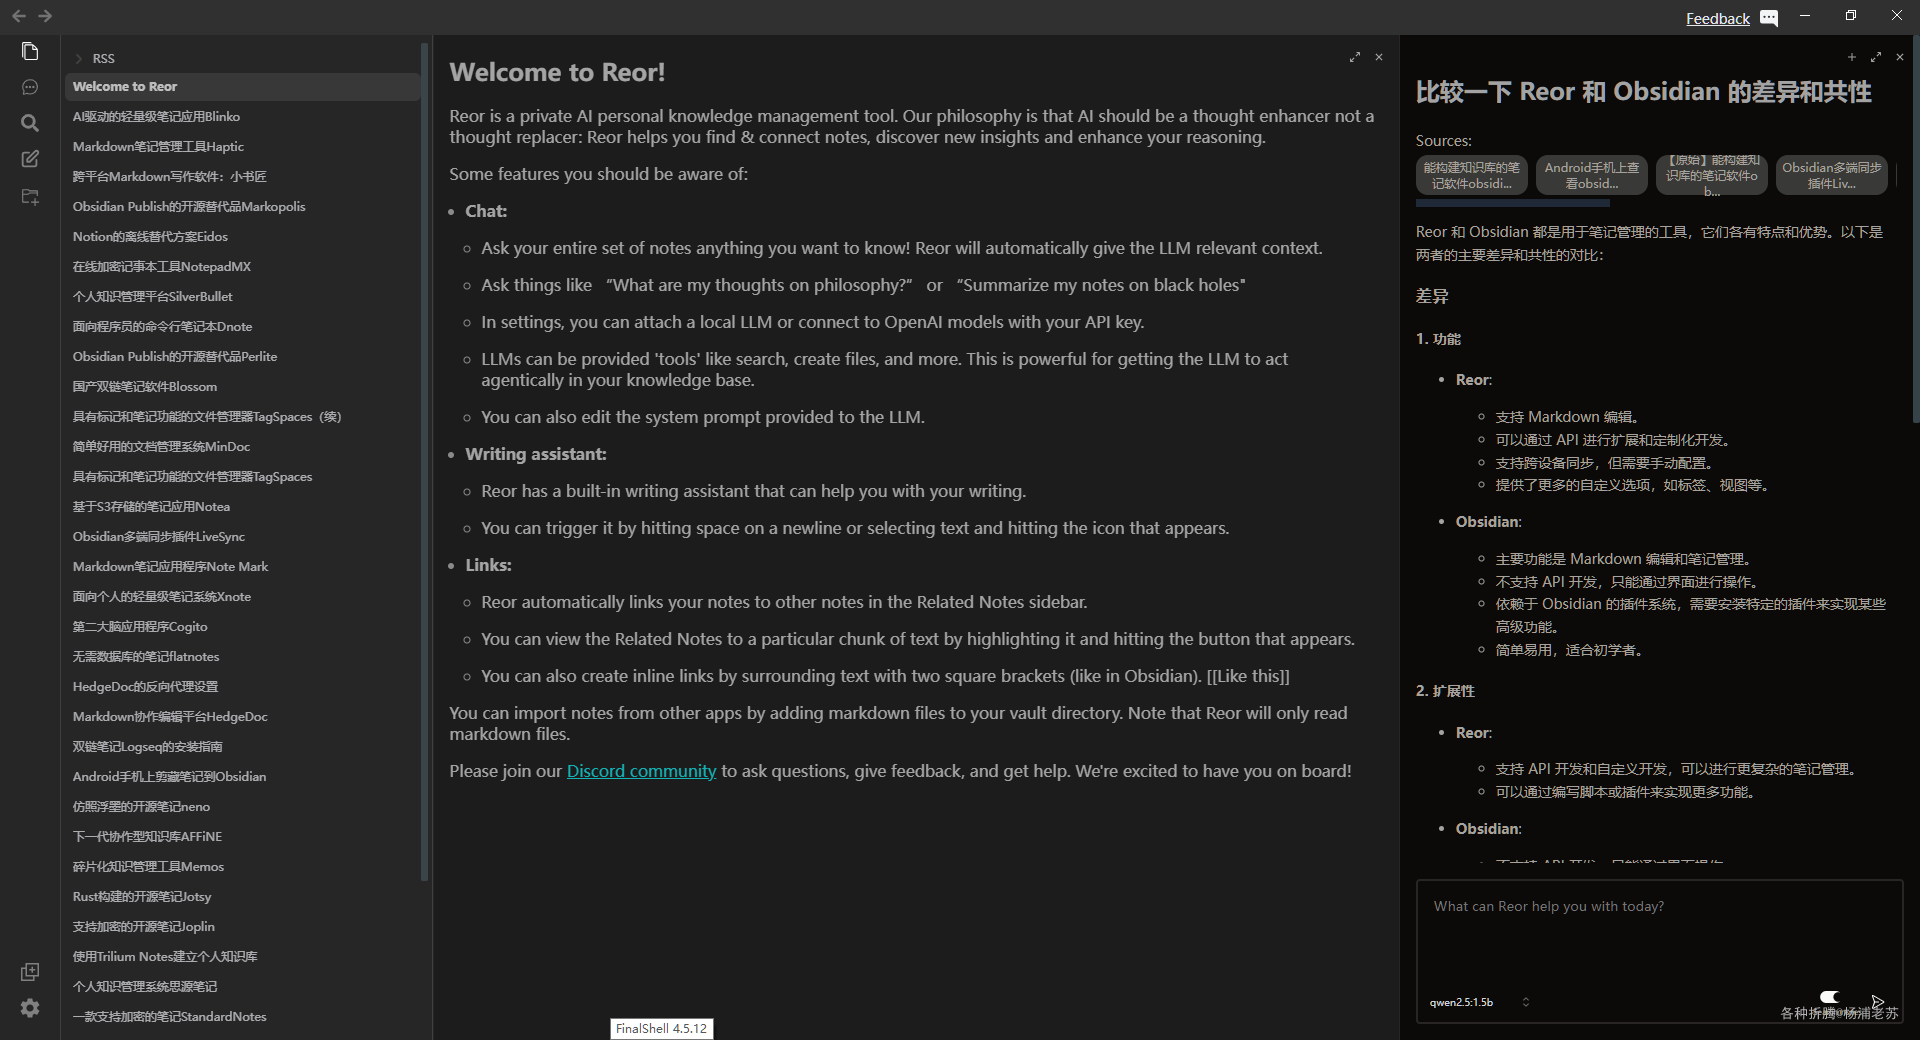 Feedback
RSS
Welcome to Reor
AI驱动的轻量级笔记应用Blinko
Markdown笔记管理工具Haptic
跨平台Markdown写作软件：小书匠
Obsidian Publish的开源替代品Markopolis
Notion的离线替代方案Eidos
在线加密记事本工具NotepadMX
个人知识管理平台SilverBullet
面向程序员的命令行笔记本Dnote
Obsidian Publish的开源替代品Perlite
国产双链笔记软件Blossom
具有标记和笔记功能的文件管理器TagSpaces（续）
简单好用的文档管理系统MinDoc
具有标记和笔记功能的文件管理器TagSpaces
基于S3存储的笔记应用Notea
Obsidian多端同步插件LiveSync
Markdown笔记应用程序Note Mark
面向个人的轻量级笔记系统Xnote
第二大脑应用程序Cogito
无需数据库的笔记flatnotes
HedgeDoc的反向代理设置
Markdown协作编辑平台HedgeDoc
双链笔记Logseq的安装指南
Android手机上剪藏笔记到Obsidian
仿照浮墨的开源笔记neno
下一代协作型知识库AFFiNE
碎片化知识管理工具Memos
Rust构建的开源笔记Jotsy
支持加密的开源笔记Joplin
使用Trilium Notes建立个人知识库
个人知识管理系统思源笔记
一款支持加密的笔记StandardNotes
Welcome to Reor!
Reor is a private AI personal knowledge management tool. Our philosophy is that AI should be a thought enhancer not a
thought replacer: Reor helps you find & connect notes, discover new insights and enhance your reasoning.
Some features you should be aware of:
Chat:
Ask your entire set of notes anything you want to know! Reor will automatically give the LLM relevant context.
Ask things like “What are my thoughts on philosophy?” or “Summarize my notes on black holes"
In settings, you can attach a local LLM or connect to OpenAI models with your API key.
LLMs can be provided 'tools' like search, create files, and more. This is powerful for getting the LLM to act
agentically in your knowledge base.
You can also edit the system prompt provided to the LLM.
Writing assistant:
Reor has a built-in writing assistant that can help you with your writing.
You can trigger it by hitting space on a newline or selecting text and hitting the icon that appears.
Links:
Reor automatically links your notes to other notes in the Related Notes sidebar.
You can view the Related Notes to a particular chunk of text by highlighting it and hitting the button that appears.
You can also create inline links by surrounding text with two square brackets (like in Obsidian). [[Like this]]
You can import notes from other apps by adding markdown files to your vault directory. Note that Reor will only read
markdown files.
Please join our Discord community to ask questions, give feedback, and get help. We're excited to have you on board!
FinalShell 4.5.12
比较一下 Reor 和 Obsidian 的差异和共性
Sources:
能构建知识库的笔
记软件obsidi...
Android手机上查
看obsid...
【原始】能构建知
识库的笔记软件o
b...
Obsidian多端同步
插件Liv...
Reor 和 Obsidian 都是用于笔记管理的工具，它们各有特点和优势。以下是
两者的主要差异和共性的对比：
差异
1. 功能
Reor:
支持 Markdown 编辑。
可以通过 API 进行扩展和定制化开发。
支持跨设备同步，但需要手动配置。
提供了更多的自定义选项，如标签、视图等。
Obsidian:
主要功能是 Markdown 编辑和笔记管理。
不支持 API 开发，只能通过界面进行操作。
依赖于 Obsidian 的插件系统，需要安装特定的插件来实现某些
高级功能。
简单易用，适合初学者。
2. 扩展性
Reor:
支持 API 开发和自定义开发，可以进行更复杂的笔记管理。
可以通过编写脚本或插件来实现更多功能。
Obsidian:
What can Reor help you with today?
qwen2.5:1.5b
各种折腾@杨浦老苏